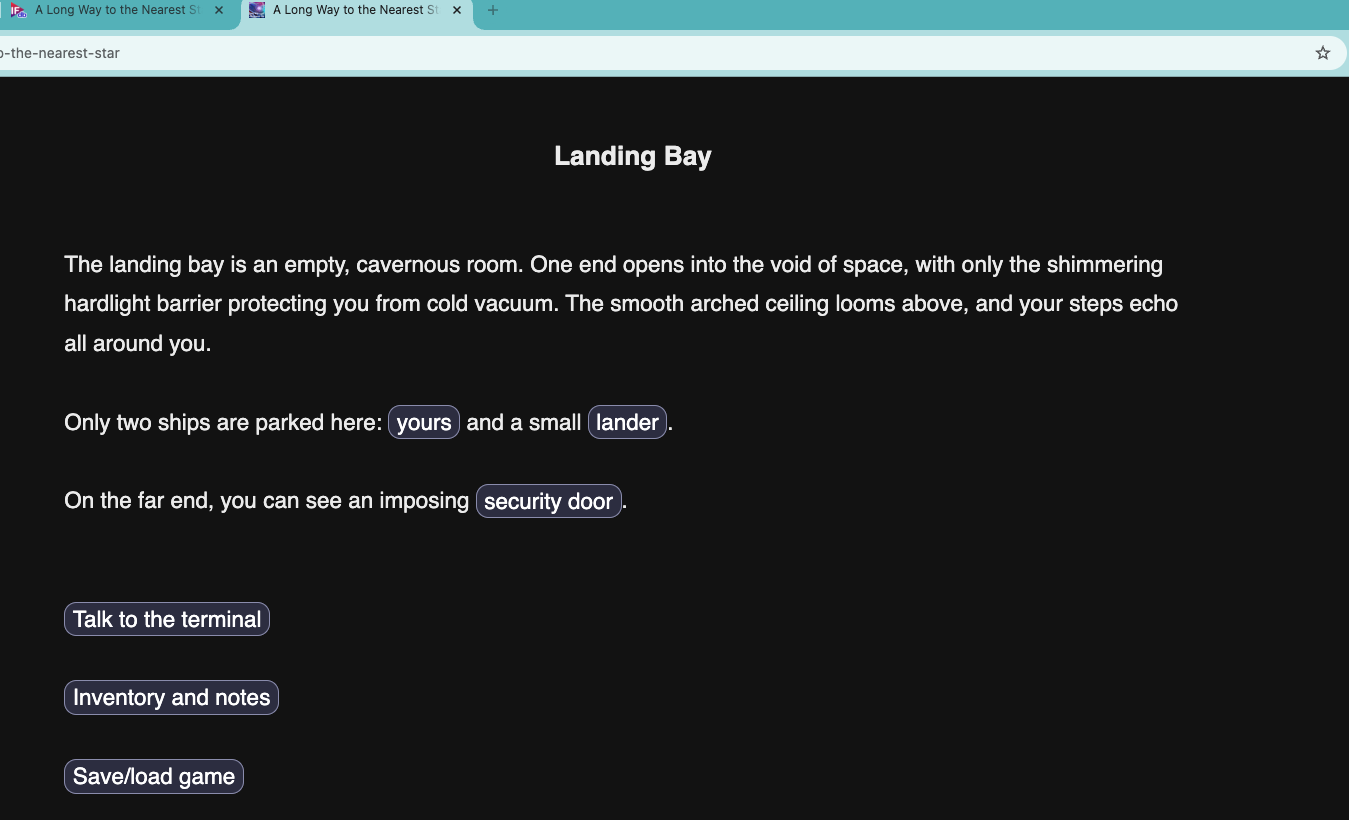 A Long Way to the Nearest St
A Long Way to the Nearest St
o-the-nearest-star
Landing Bay
The landing bay is an empty, cavernous room. One end opens into the void of space, with only the shimmering
hardlight barrier protecting you from cold vacuum. The smooth arched ceiling looms above, and your steps echo
all around you.
Only two ships are parked here: yours and a small lander.
On the far end, you can see an imposing security door.
Talk to the terminal
Inventory and notes
Save/load game